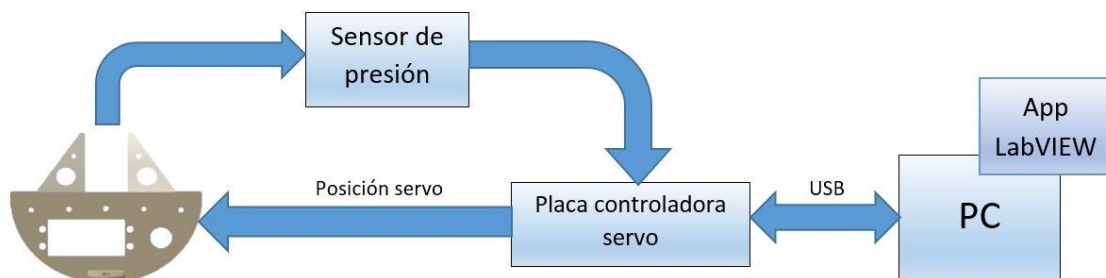 Sensor de
presión
App
LabVIEW
Posición servo
Placa controladora
servo
USB
PC